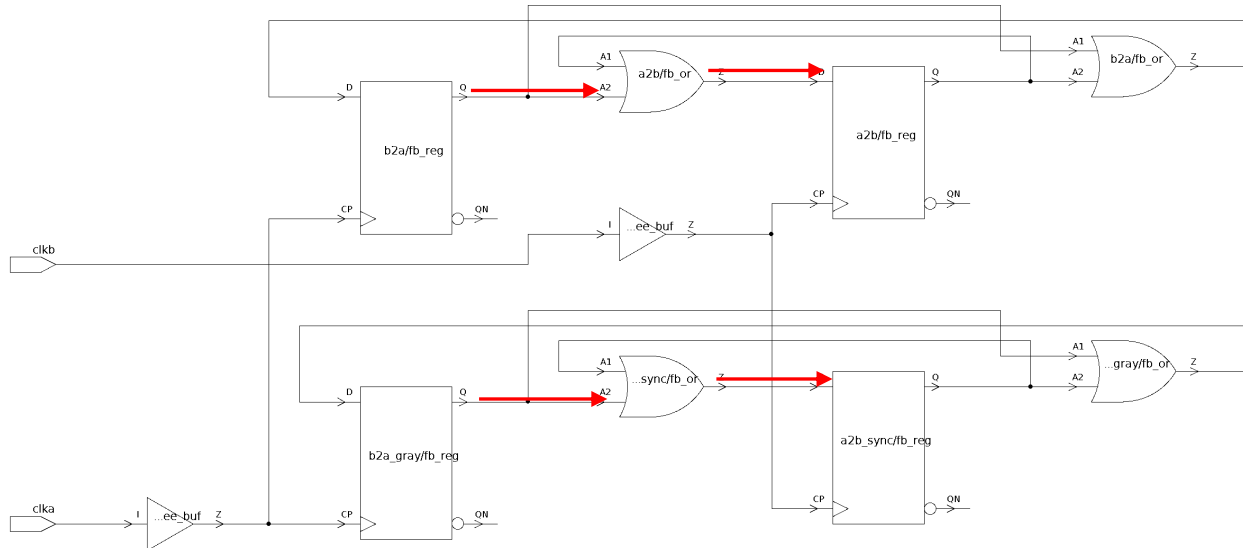 A1
a2b/fb_or
Z
A2
A1
b2a/fb_or
Z
A2
D
Q
b2a/fb_reg
CP
QN
D
Q
a2b/fb_reg
CP
QN
clkb
I
...ee_buf
Z
A1
...sync/fb_or
Z
A2
A1
...gray/fb_or
Z
A2
D
Q
b2a_gray/fb_reg
CP
QN
Q
a2b_sync/fb_reg
CP
QN
clka
I
...ee_buf
Z